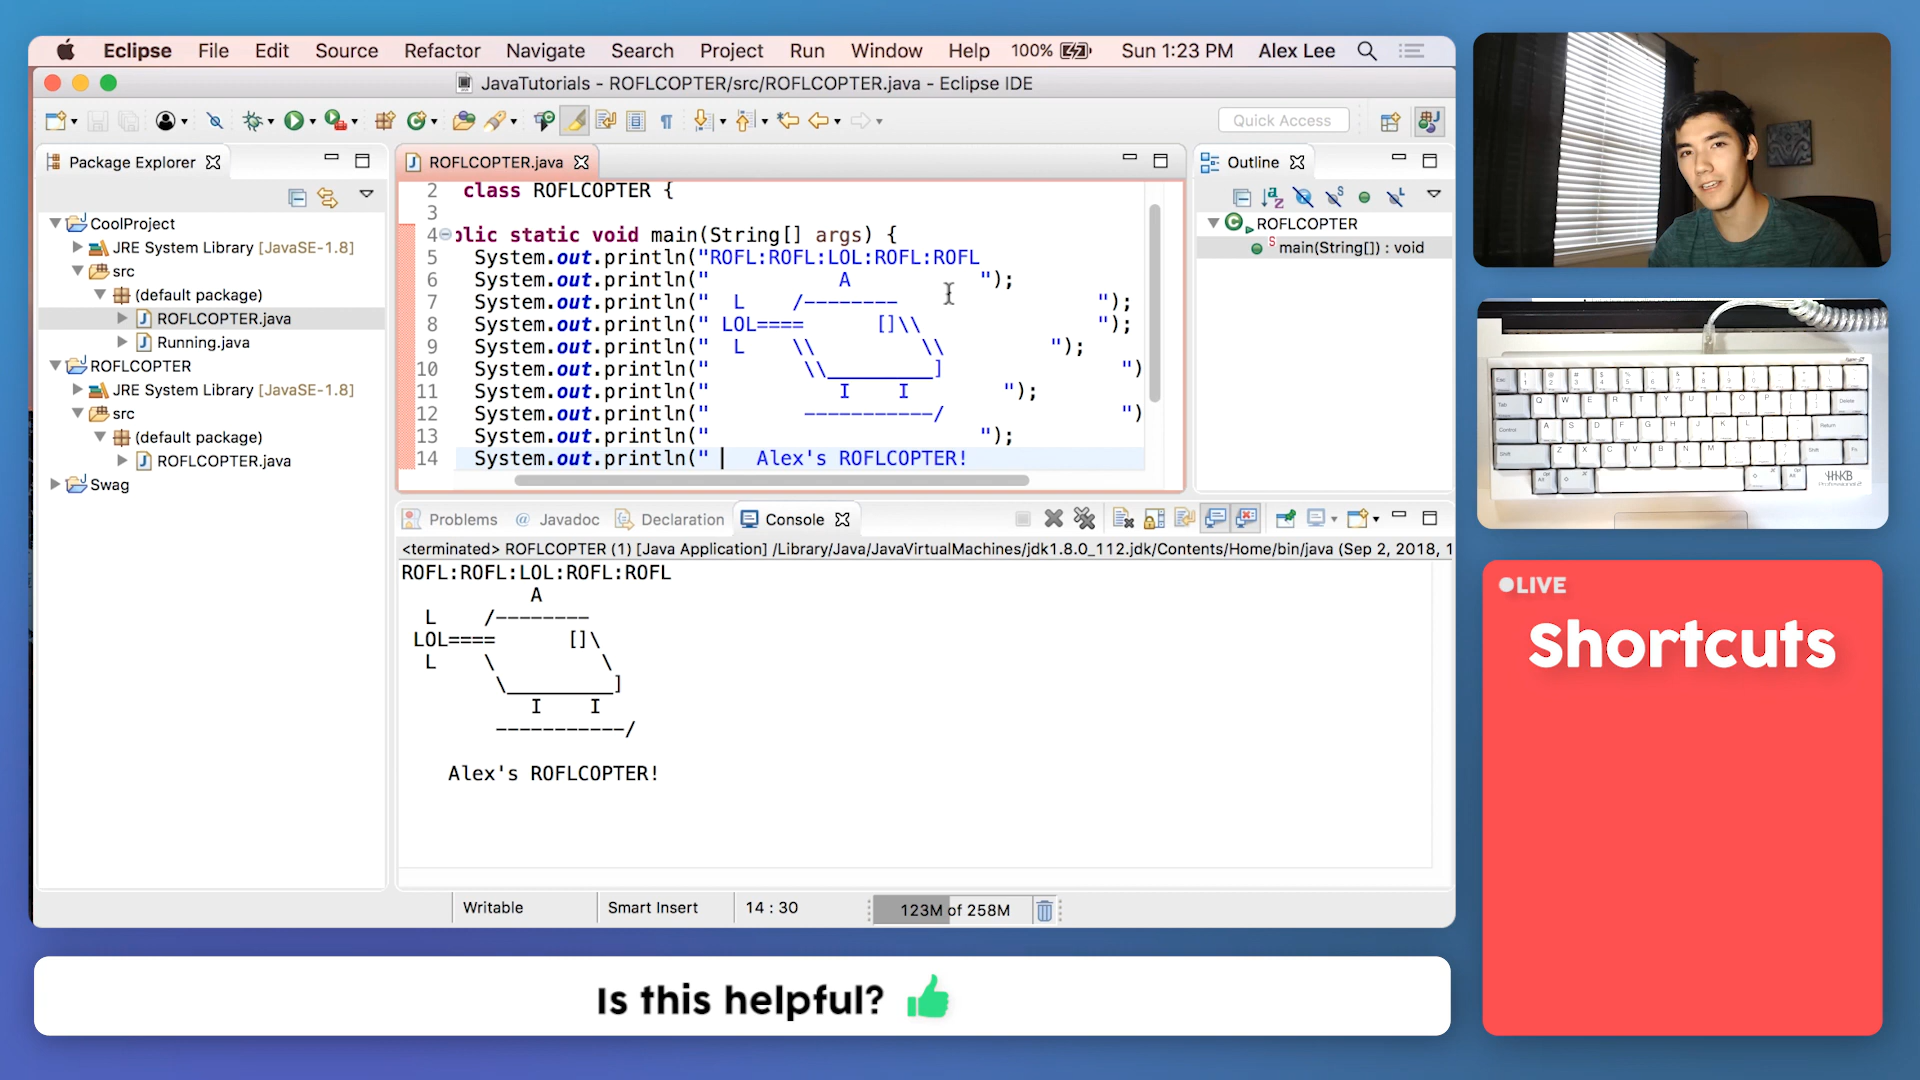 Eclipse File Edit Source Refactor Navigate Search Project Run Window Help 100% Sun 1:23 PM Alex Lee
JavaTutorials - ROFLCOPTER/src/ROFLCOPTER.java - Eclipse IDE
Quick Access
Package Explorer
CoolProject
JRE System Library [JavaSE-1.8]
src
(default package)
ROFLCOPTER.java
Running.java
ROFLCOPTER
JRE System Library [JavaSE-1.8]
src
(default package)
ROFLCOPTER.java
Swag
ROFLCOPTER.java
2 class ROFLCOPTER {
3
4 blic static void main(String[] args) {
5 System.out.println("ROFL:ROFL:LOL:ROFL:ROFL
6 System.out.println("           A           ");
7 System.out.println("  L    /--------                 ");
8 System.out.println(" LOL====      []\\               ");
9 System.out.println("  L    \\         \\         ");
10 System.out.println("        \\_________]               ")
11 System.out.println("           I    I        ");
12 System.out.println("        -----------/               ")
13 System.out.println("                       ");
14 System.out.println("    Alex's ROFLCOPTER!
Outline
ROFLCOPTER
main(String[]) : void
Problems Javadoc Declaration Console
<terminated> ROFLCOPTER (1) [Java Application] /Library/Java/JavaVirtualMachines/jdk1.8.0_112.jdk/Contents/Home/bin/java (Sep 2, 2018, 1
ROFL:ROFL:LOL:ROFL:ROFL
           A
  L    /--------
 LOL====      []\
  L    \         \
        \_________]
           I    I
        -----------/
    Alex's ROFLCOPTER!
Writable Smart Insert 14 : 30 123M of 258M
Is this helpful?
LIVE
Shortcuts
HHKB